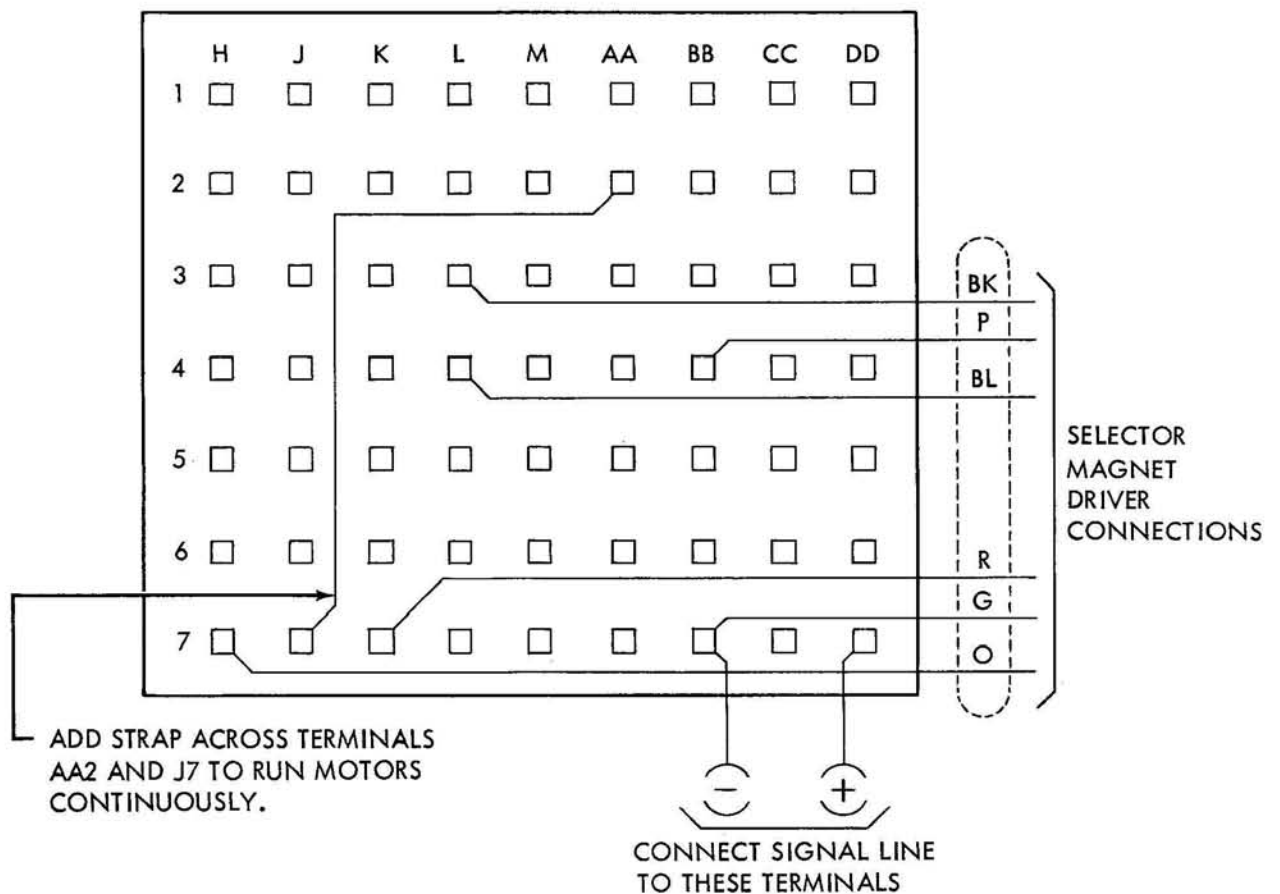 H J K L M AA BB CC DD
1
2
3
BK
P
4
BL
5
SELECTOR
MAGNET
DRIVER
CONNECTIONS
6
R
G
7
O
ADD STRAP ACROSS TERMINALS
AA2 AND J7 TO RUN MOTORS
CONTINUOUSLY.
- +
CONNECT SIGNAL LINE
TO THESE TERMINALS